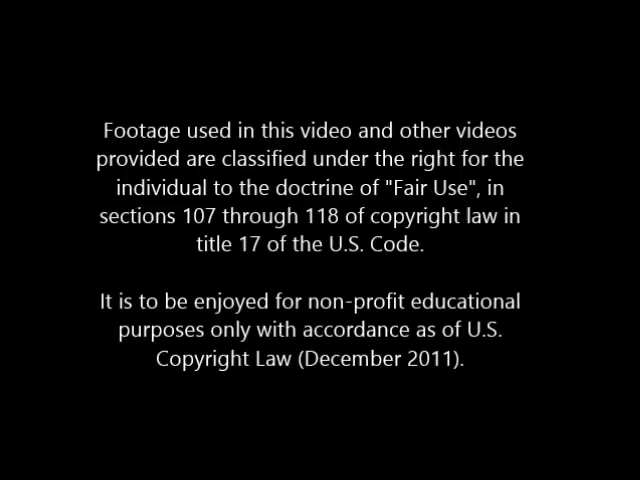 Footage used in this video and other videos
provided are classified under the right for the
individual to the doctrine of "Fair Use", in
sections 107 through 118 of copyright law in
title 17 of the U.S. Code.
It is to be enjoyed for non-profit educational
purposes only with accordance as of U.S.
Copyright Law (December 2011).